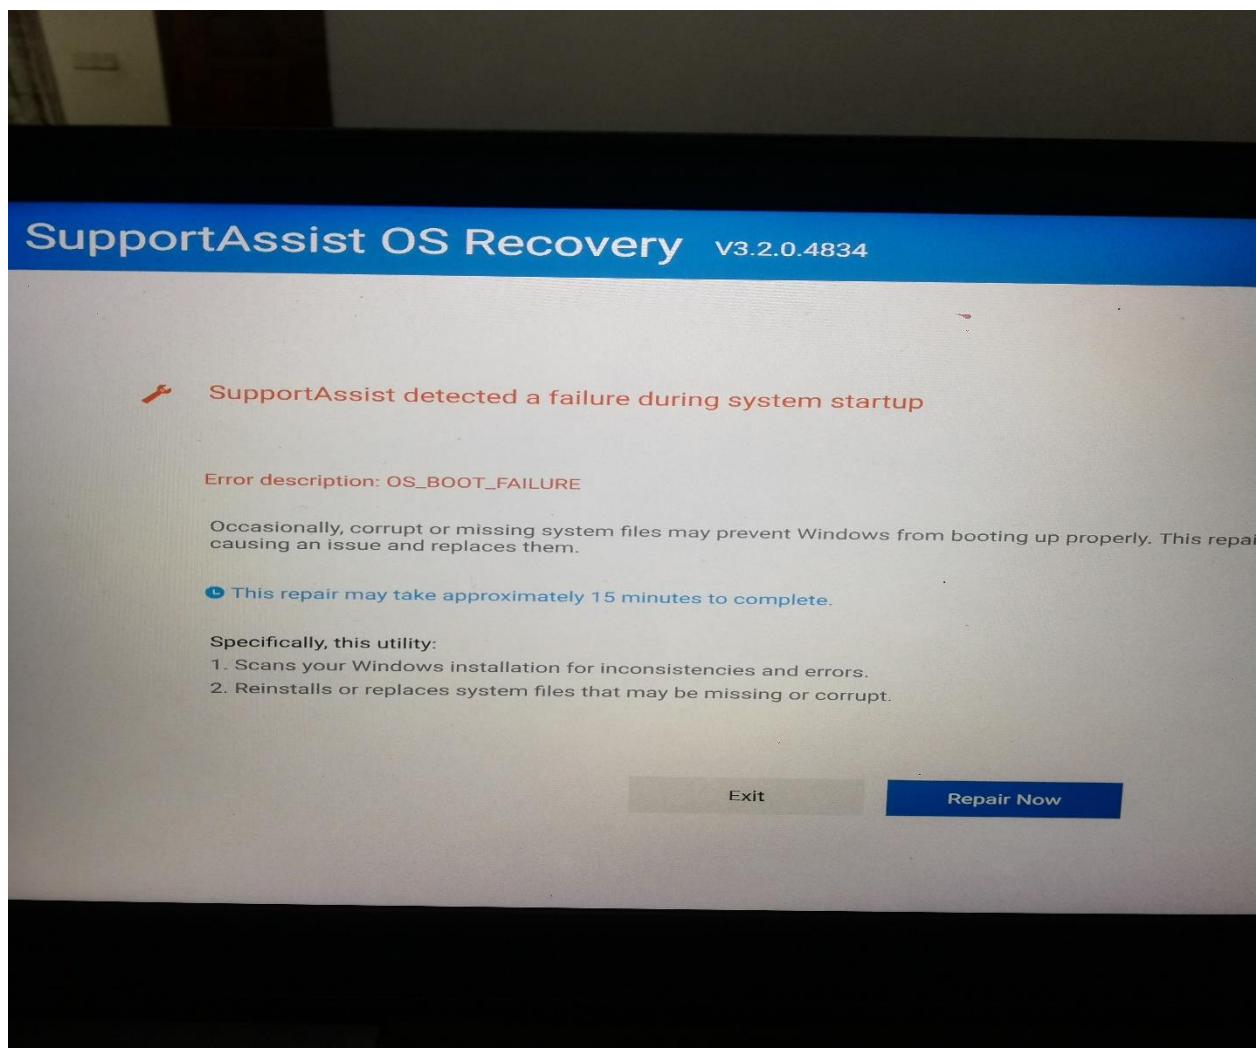 SupportAssist OS Recovery V3.2.0.4834
SupportAssist detected a failure during system startup
Error description: OS_BOOT_FAILURE
Occasionally, corrupt or missing system files may prevent Windows from booting up properly. This
causing an issue and replaces them.
This repair may take approximately 15 minutes to complete.
Specifically, this utility:
1. Scans your Windows installation for inconsistencies and errors.
2. Reinstalls or replaces system files that may be missing or corrupt.
Exit
Repair Now